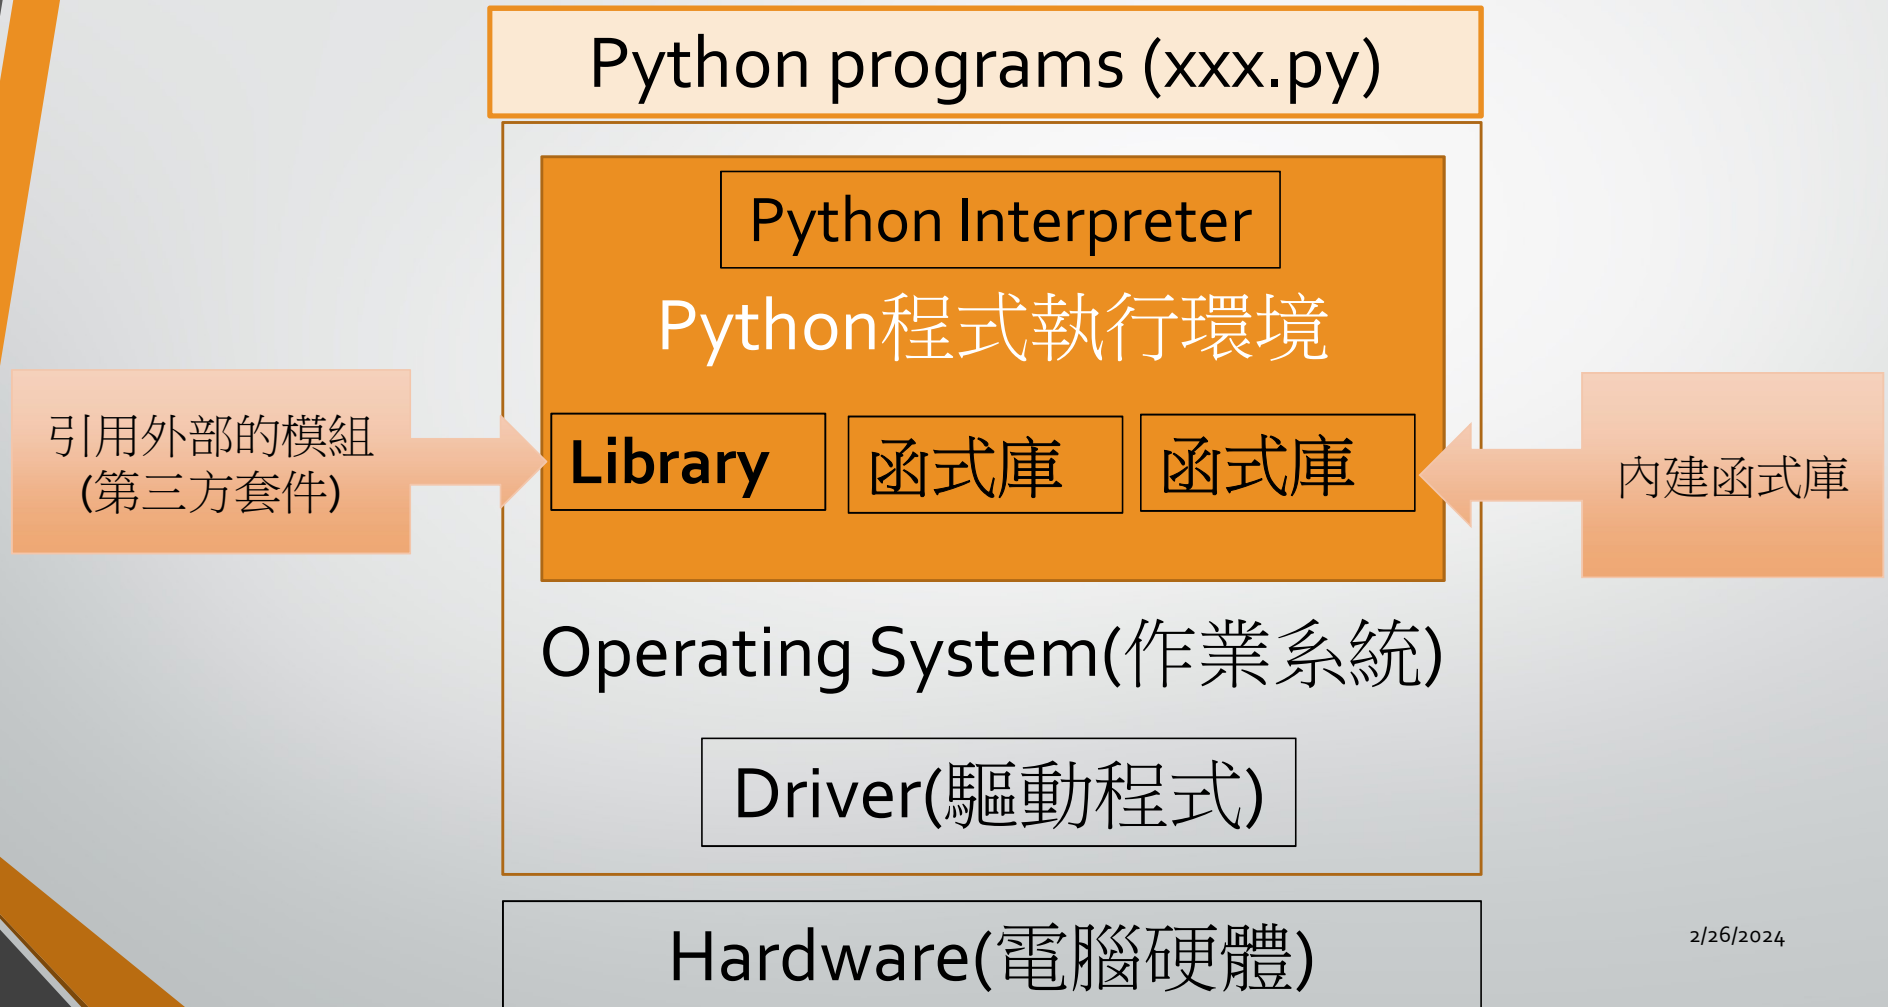 Python programs (xxx.py)
Python Interpreter
Python程式執行環境
引用外部的模組
(第三方套件)
Library
函式庫
函式庫
內建函式庫
Operating System(作業系統)
Driver(驅動程式)
Hardware(電腦硬體)
2/26/2024